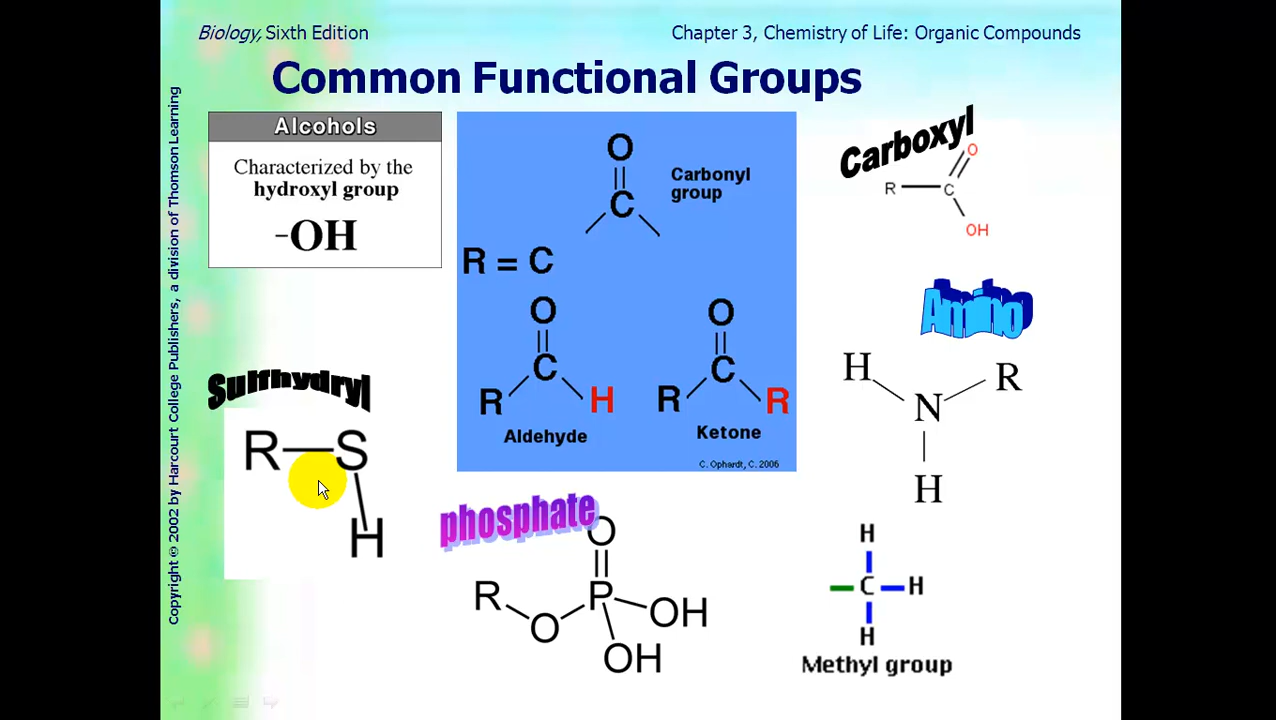 Biology, Sixth Edition
Chapter 3, Chemistry of Life: Organic Compounds
Common Functional Groups
Copyright © 2002 by Harcourt College Publishers, a division of Thomson Learning
Alcohols
Characterized by the
hydroxyl group
-OH
O
Carbonyl
group
C
R = C
O
C
R H
Aldehyde
O
C
R R
Ketone
C. Ophardt, C. 2006
Carboxyl
O
R C
OH
Amino
H R
N
H
Sulfhydryl
R S
H
phosphate
O
R P OH
O
OH
H
C H
H
Methyl group